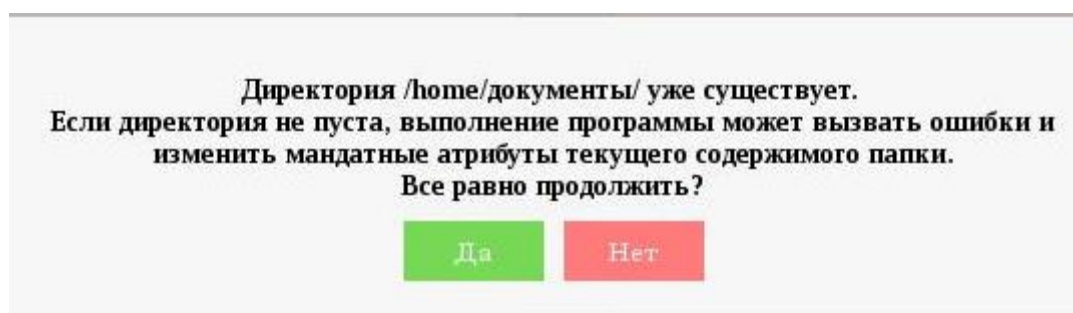 Директория /home/документы/ уже существует.
Если директория не пуста, выполнение программы может вызвать ошибки и
изменить мандатные атрибуты текущего содержимого папки.
Все равно продолжить?
Да Нет